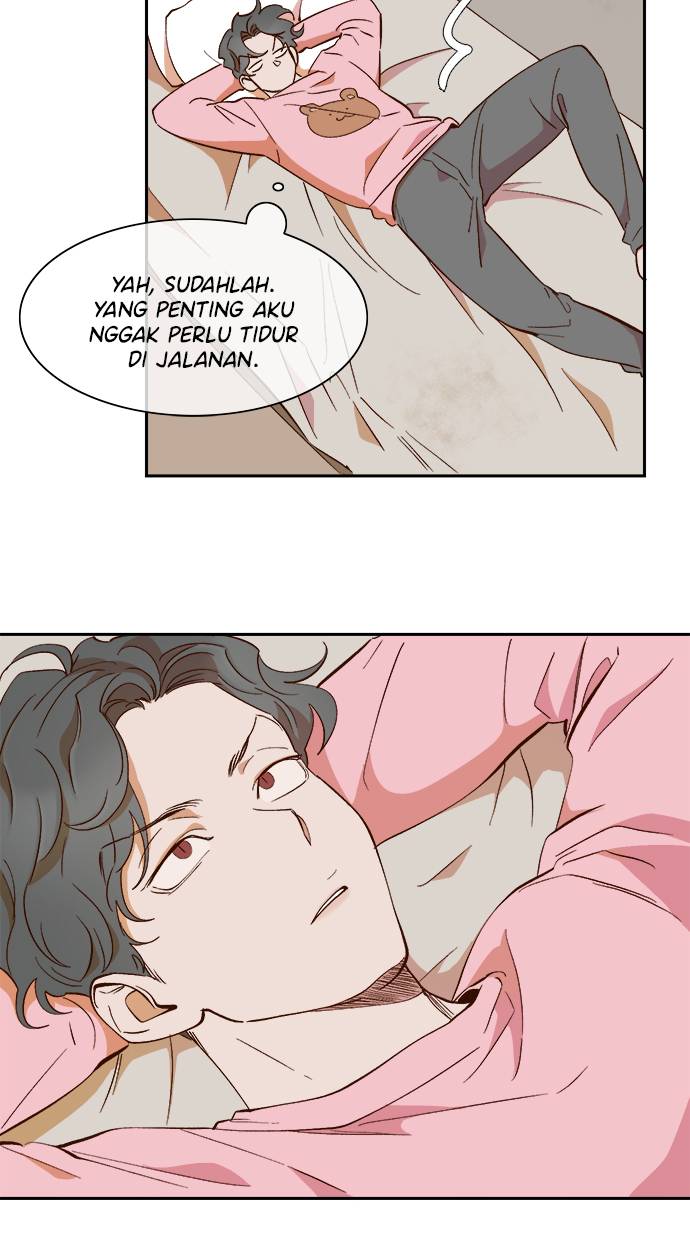 YAH, SUDAHLAH.
YANG PENTING AKU
NGGAK PERLU TIDUR
DI JALANAN.